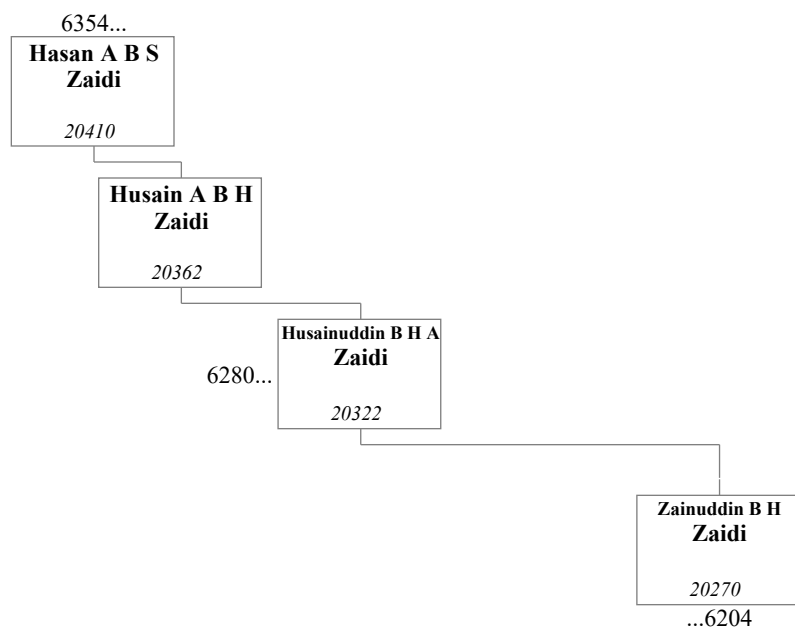 6354...
Hasan A B S
Zaidi
20410
Husain A B H
Zaidi
20362
Husainuddin B H A
Zaidi
6280...
20322
Zainuddin B H
Zaidi
20270
...6204